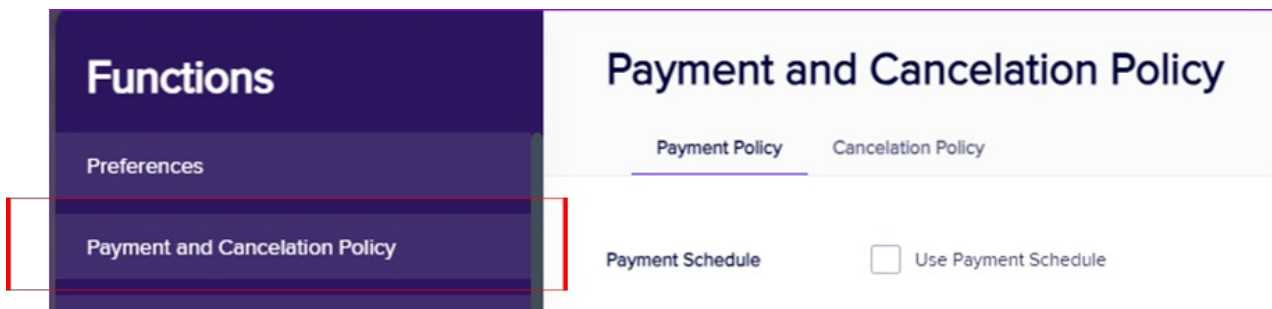 Functions
Preferences
Payment and Cancelation Policy
Payment and Cancelation Policy
Payment Policy Cancelation Policy
Payment Schedule Use Payment Schedule